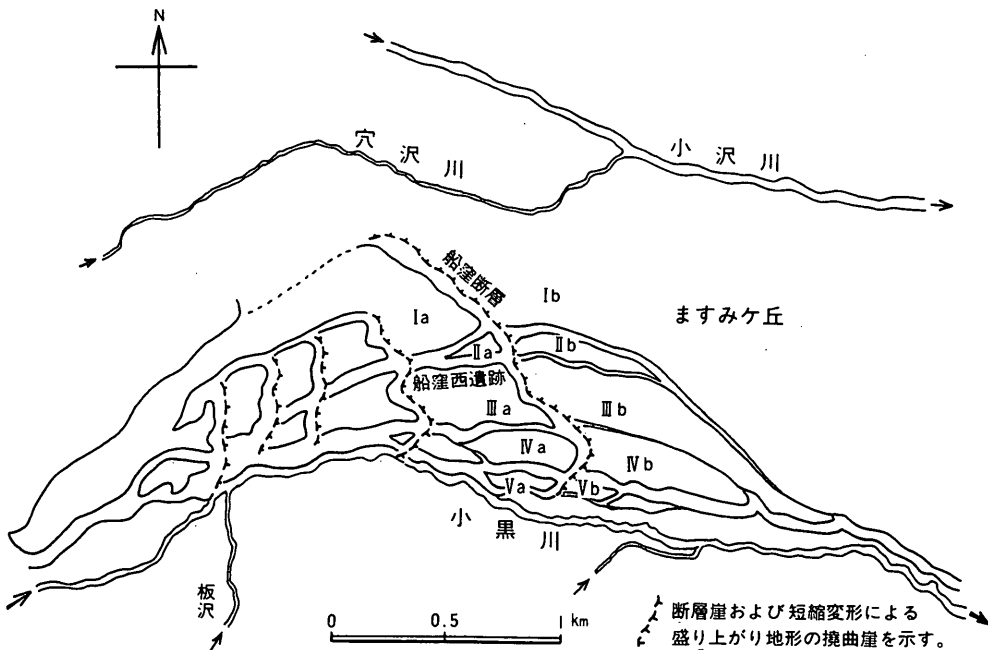 N
穴沢川
小沢川
船窪断層
Ⅰa
Ⅰb
ますみケ丘
Ⅱa
Ⅱb
船窪西遺跡
Ⅲa
Ⅲb
Ⅳa
Ⅳb
Ⅴa
Ⅴb
小黒川
板沢
0 0.5 1 km
断層崖および短縮変形による
盛り上がり地形の撓曲崖を示す。